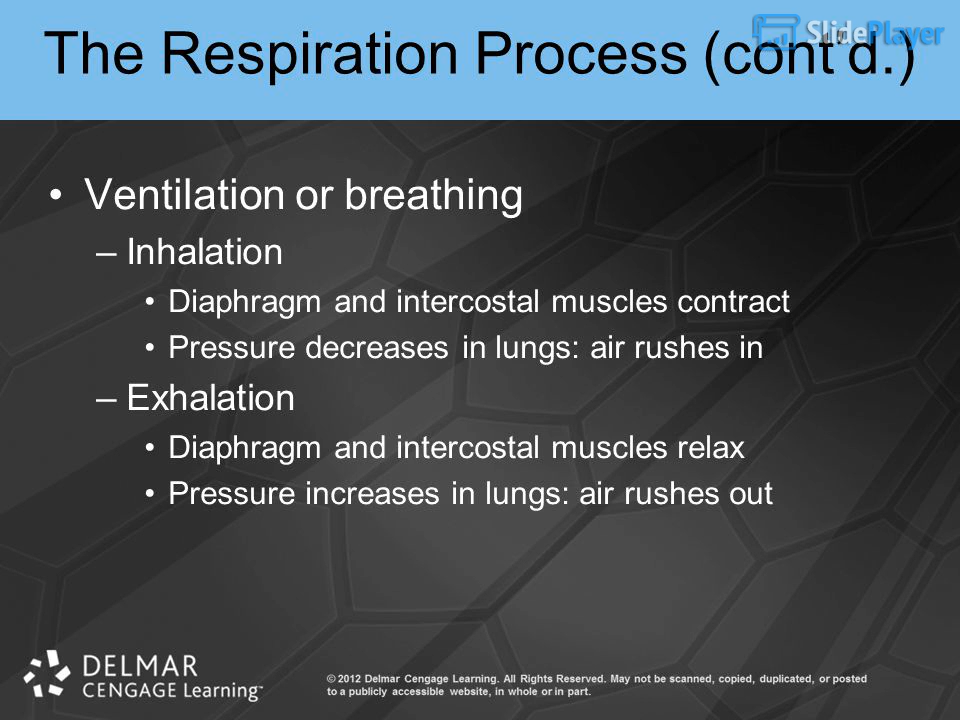 The Respiration Process (cont'd.)
SlidePlayer
• Ventilation or breathing
– Inhalation
• Diaphragm and intercostal muscles contract
• Pressure decreases in lungs: air rushes in
– Exhalation
• Diaphragm and intercostal muscles relax
• Pressure increases in lungs: air rushes out
DELMAR
CENGAGE Learning™
© 2012 Delmar Cengage Learning. All Rights Reserved. May not be scanned, copied, duplicated, or posted
to a publicly accessible website, in whole or in part.